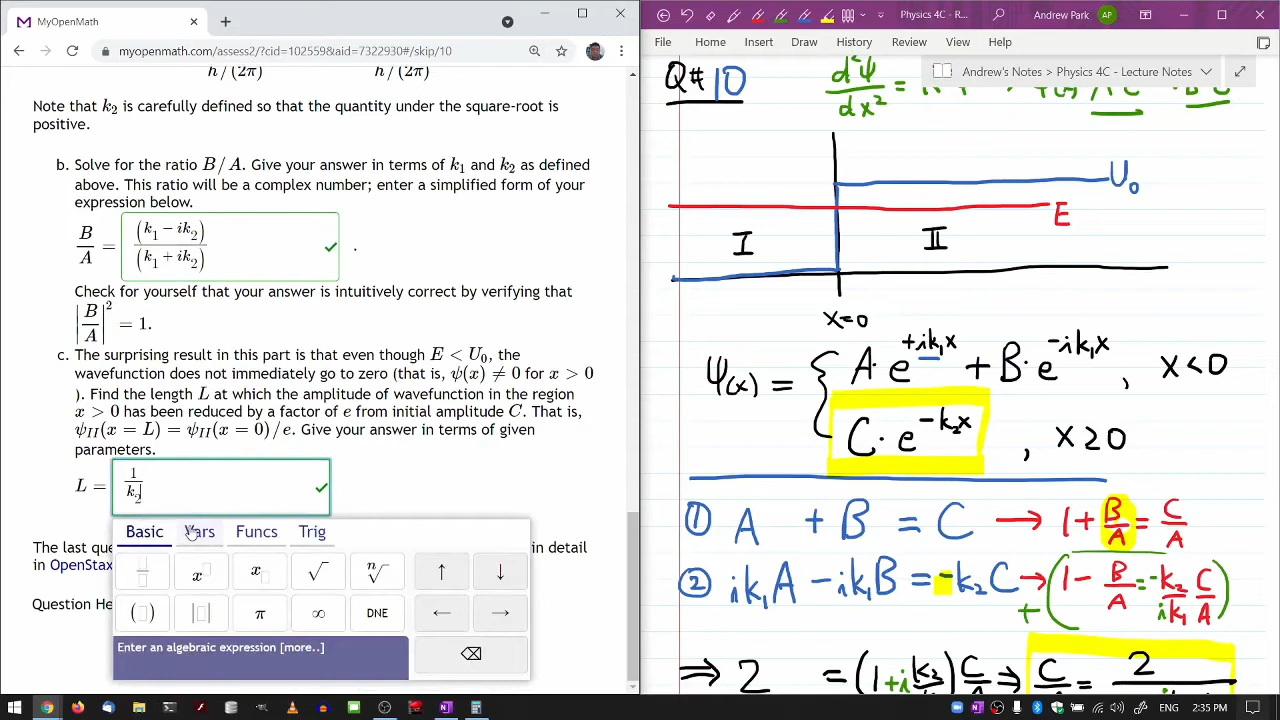 MyOpenMath
myopenmath.com/assess2/?cid=102559&aid=7322930#/skip/10
h/(2π) h/(2π)
Note that k₂ is carefully defined so that the quantity under the square-root is
positive.
b. Solve for the ratio B/A. Give your answer in terms of k₁ and k₂ as defined
above. This ratio will be a complex number; enter a simplified form of your
expression below.
B/A = (k₁ − ik₂)/(k₁ + ik₂) .
Check for yourself that your answer is intuitively correct by verifying that
|B/A|² = 1.
c. The surprising result in this part is that even though E < U₀, the
wavefunction does not immediately go to zero (that is, ψ(x) ≠ 0 for x > 0
). Find the length L at which the amplitude of wavefunction in the region
x > 0 has been reduced by a factor of e from initial amplitude C. That is,
ψII(x = L) = ψII(x = 0)/e. Give your answer in terms of given
parameters.
L = 1/k₂
Basic Vars Funcs Trig
The last que
in detail
in OpenStax
Question He
π ∞ DNE
Enter an algebraic expression [more..]
Physics 4C - R... Andrew Park AP
File Home Insert Draw History Review View Help
Andrew's Notes > Physics 4C - Lecture Notes
Q# 10
d²ψ/dx² =
U₀
E
I II
x=0
ψ(x) = { A·e^(+ik₁x) + B·e^(-ik₁x), x<0
C·e^(-k₂x), x≥0
① A + B = C → 1+B/A = C/A
② ik₁A − ik₁B = -k₂C → 1 - B/A = -k₂/ik₁ C/A
+
⇒ 2 = (1+i k₂ )C/A ⇒ C/A = 2
2:35 PM